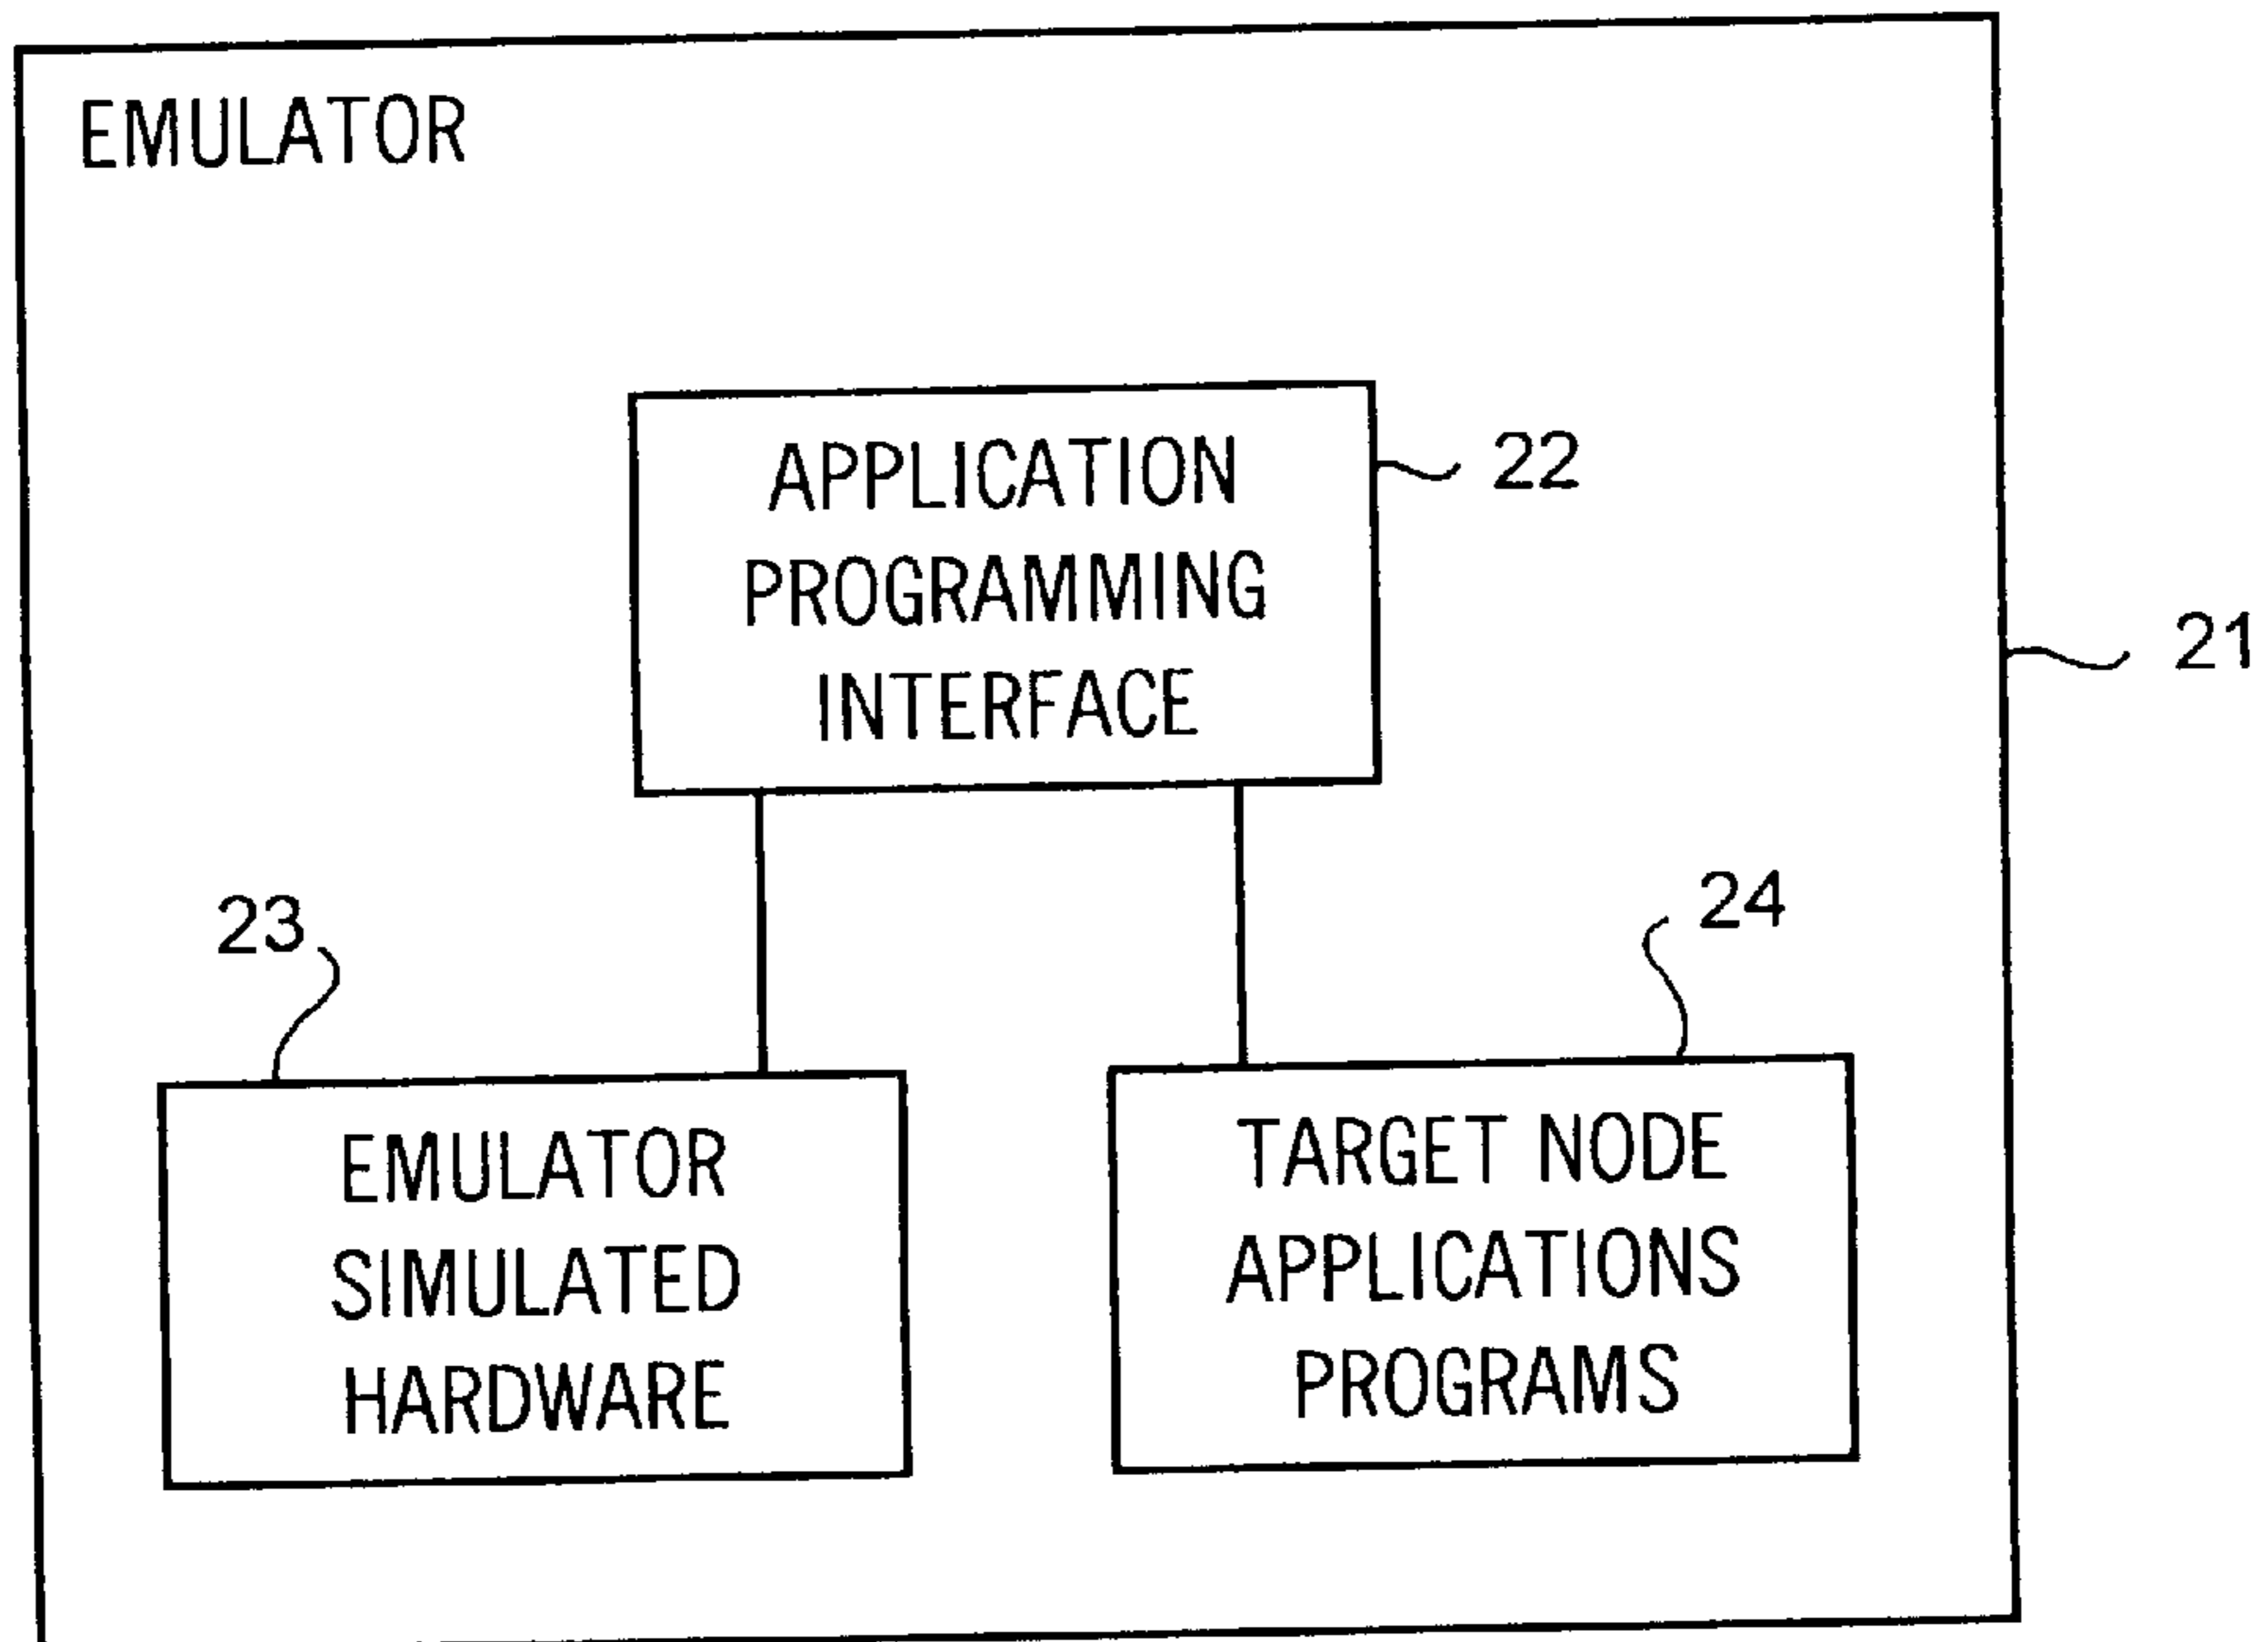 EMULATOR
APPLICATION
PROGRAMMING
INTERFACE
22
21
23
24
EMULATOR
SIMULATED
HARDWARE
TARGET NODE
APPLICATIONS
PROGRAMS